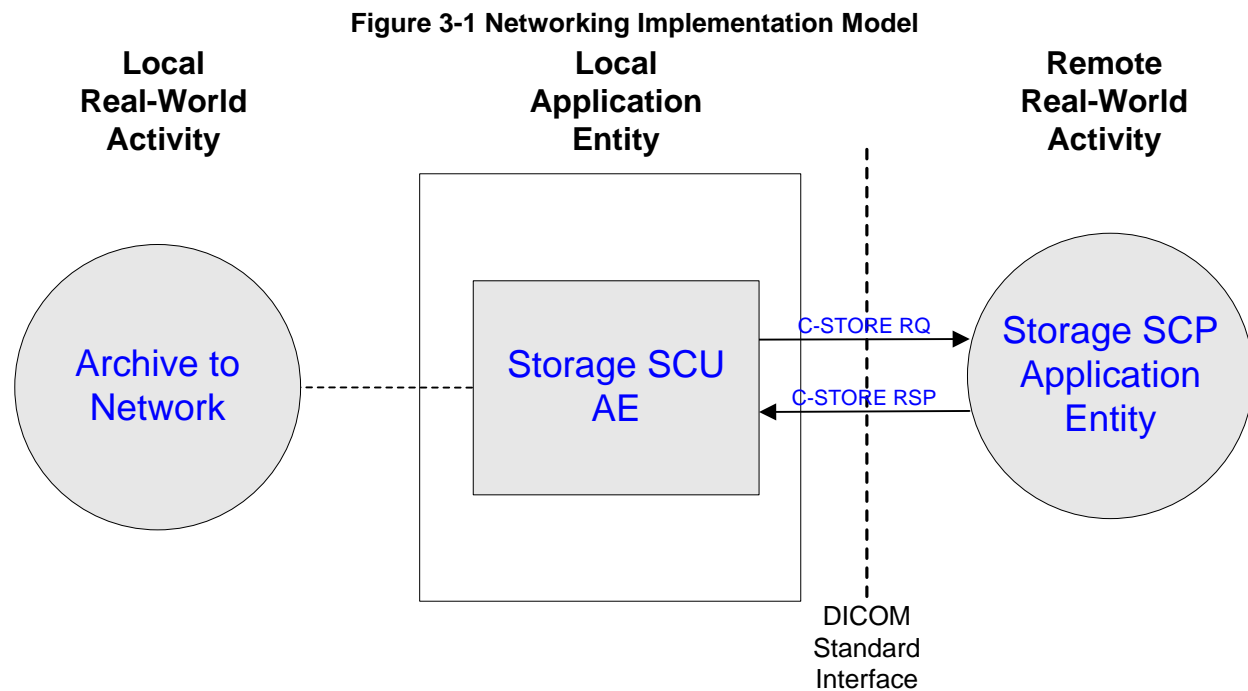 Figure 3-1 Networking Implementation Model
Local
Real-World
Activity
Local
Application
Entity
Remote
Real-World
Activity
Archive to
Network
Storage SCU
AE
C-STORE RQ
C-STORE RSP
Storage SCP
Application
Entity
DICOM
Standard
Interface